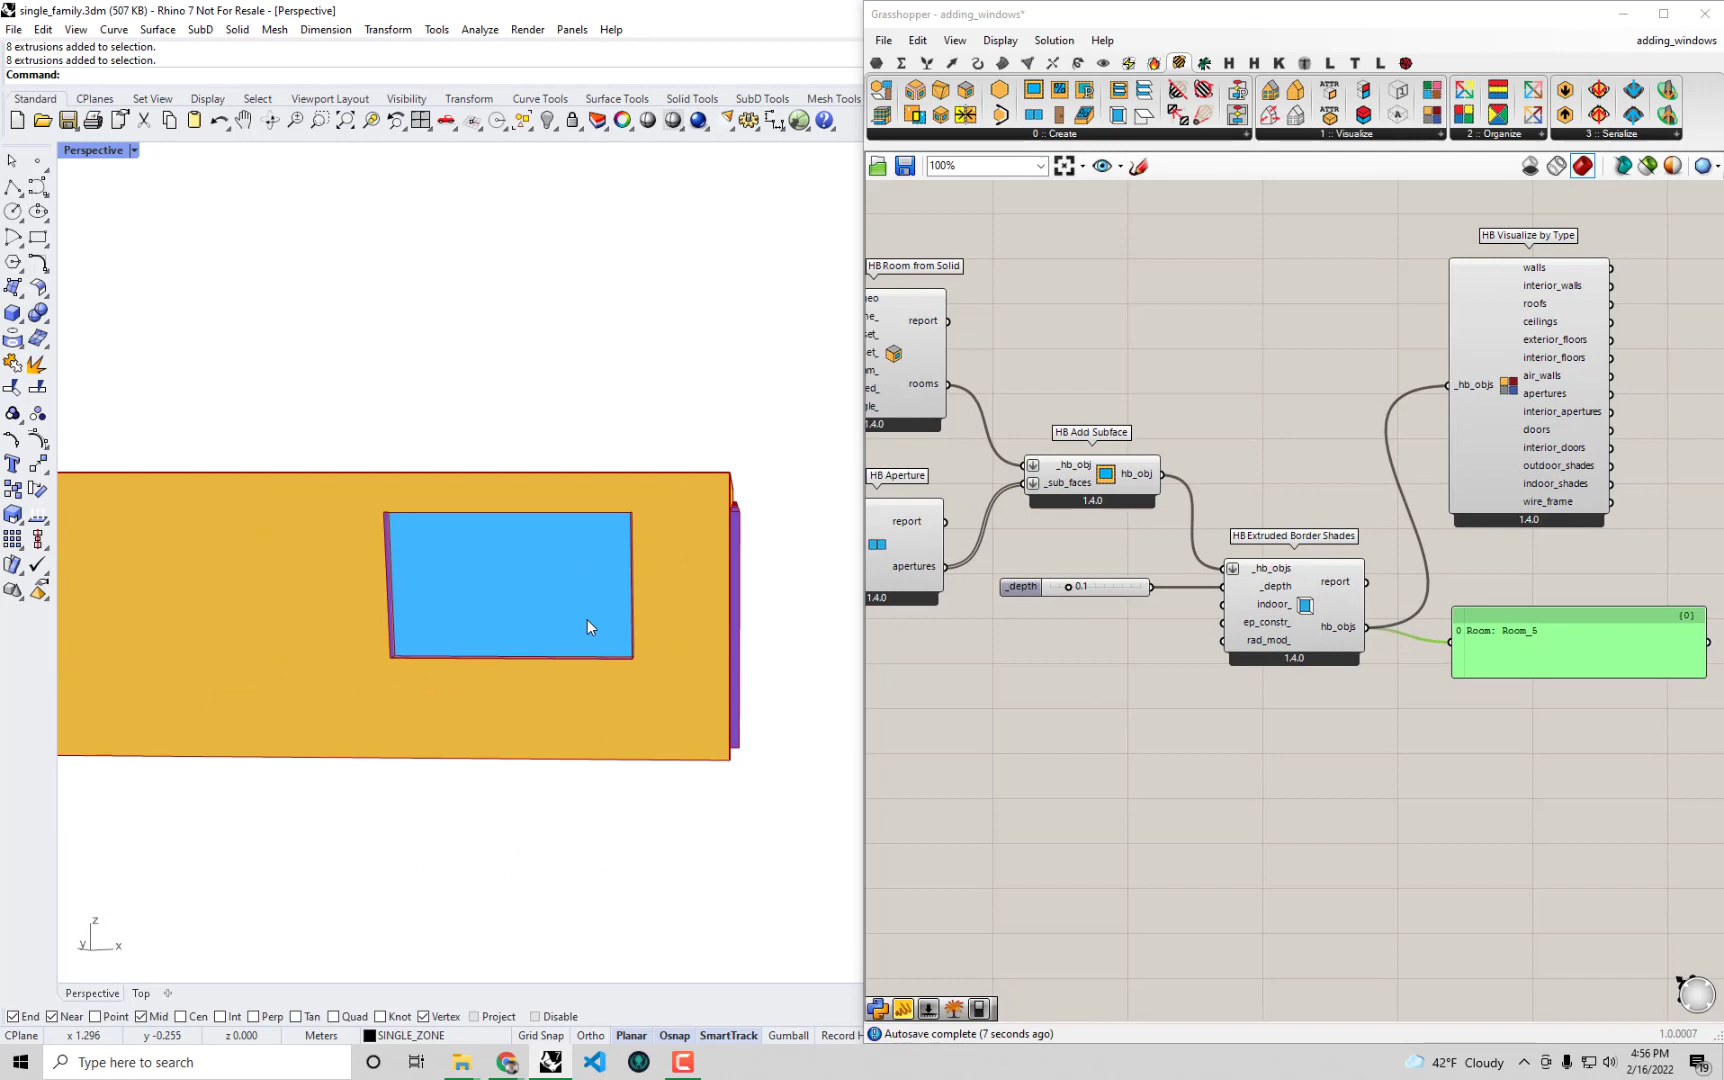 single_family.3dm (507 KB) - Rhino 7 Not For Resale - [Perspective]
File Edit View Curve Surface SubD Solid Mesh Dimension Transform Tools Analyze Render Panels Help
8 extrusions added to selection.
8 extrusions added to selection.
Command:
Standard CPlanes Set View Display Select Viewport Layout Visibility Transform Curve Tools Surface Tools Solid Tools SubD Tools Mesh Tools
Perspective
z
y x
Perspective Top
End Near Point Mid Cen Int Perp Tan Quad Knot Vertex Project Disable
CPlane x 1.296 y -0.255 z 0.000 Meters SINGLE_ZONE Grid Snap Ortho Planar Osnap SmartTrack Gumball Record H
Grasshopper - adding_windows*
File Edit View Display Solution Help
adding_windows
H H K L T L
ATTR
ATTR
0 :: Create 1 :: Visualize 2 :: Organize 3 :: Serialize
100%
HB Room from Solid
eo
ne_
set_
et_
am_
ed_
gle_
report
rooms
1.4.0
HB Aperture
report
apertures
1.4.0
HB Add Subface
_hb_obj
_sub_faces
hb_obj
1.4.0
_depth 0.1
HB Extruded Border Shades
_hb_objs
_depth
indoor_
ep_constr_
rad_mod_
report
hb_objs
1.4.0
HB Visualize by Type
_hb_objs
walls
interior_walls
roofs
ceilings
exterior_floors
interior_floors
air_walls
apertures
interior_apertures
doors
interior_doors
outdoor_shades
indoor_shades
wire_frame
1.4.0
{0}
0 Room: Room_5
Autosave complete (7 seconds ago)
1.0.0007
Type here to search
42°F Cloudy
4:56 PM
2/16/2022
19